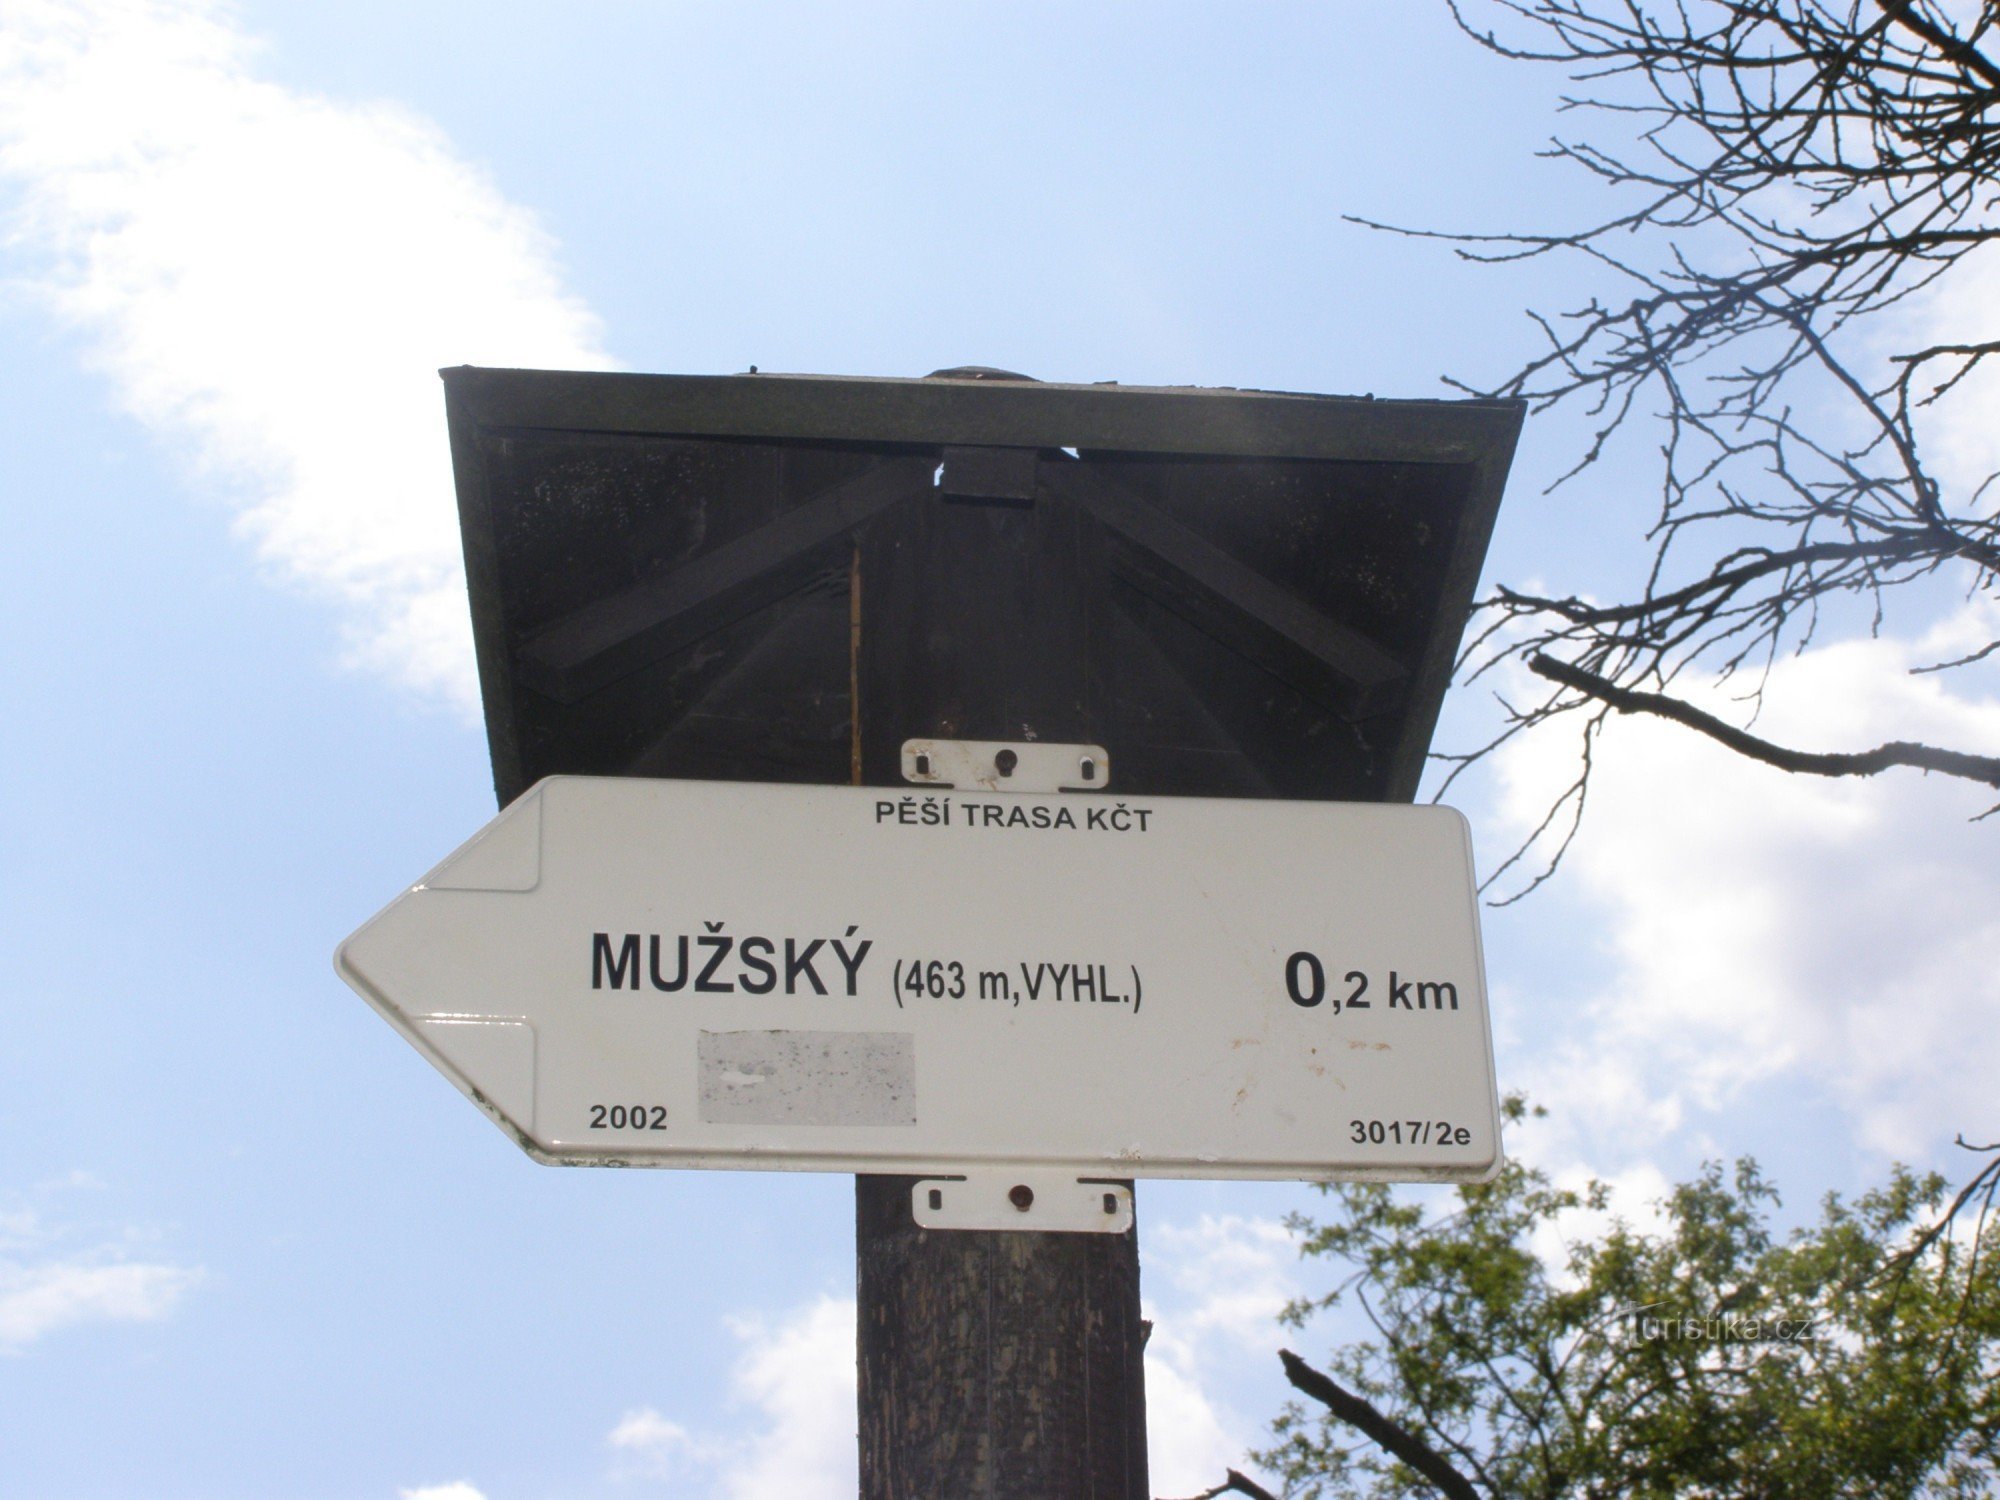 PĚŠÍ TRASA KČT
MUŽSKÝ (463 m,VYHL.) 0,2 km
2002 3017/2e
Turistika.cz